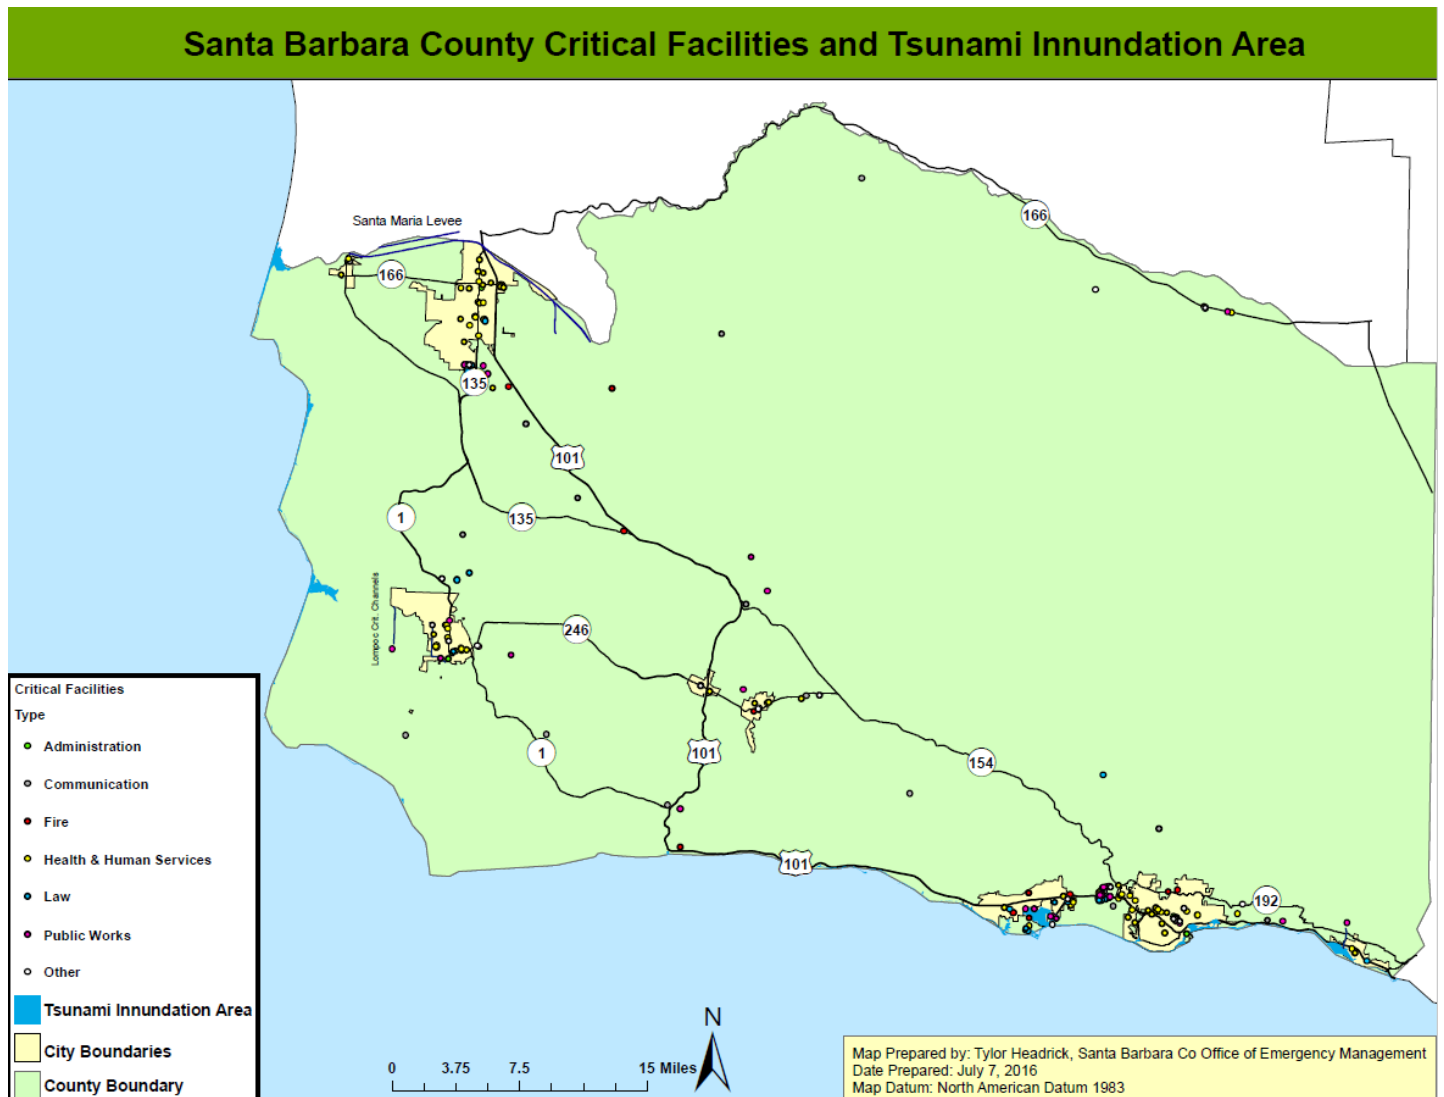 Santa Barbara County Critical Facilities and Tsunami Innundation Area
Santa Maria Levee
166
166
135
101
1
135
Lompoc Crit. Channels
246
1
101
154
101
192
Critical Facilities
Type
Administration
Communication
Fire
Health & Human Services
Law
Public Works
Other
Tsunami Innundation Area
City Boundaries
County Boundary
0 3.75 7.5 15 Miles
N
Map Prepared by: Tylor Headrick, Santa Barbara Co Office of Emergency Management
Date Prepared: July 7, 2016
Map Datum: North American Datum 1983